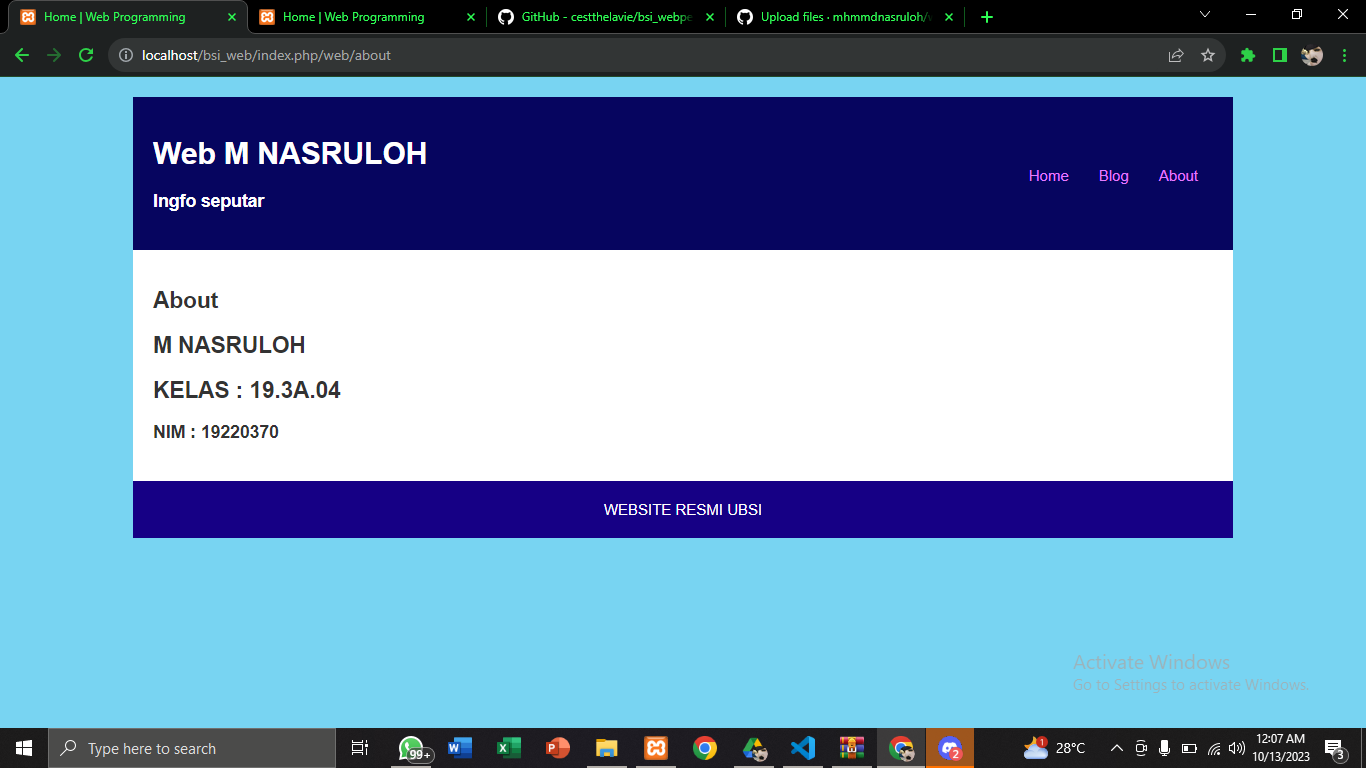 Home | Web Programming
Home | Web Programming
GitHub - cestthelavie/bsi_webpe
Upload files · mhmmdnasruloh/
localhost/bsi_web/index.php/web/about
Web M NASRULOH
Ingfo seputar
Home Blog About
About
M NASRULOH
KELAS : 19.3A.04
NIM : 19220370
WEBSITE RESMI UBSI
Activate Windows
Go to Settings to activate Windows.
Type here to search
99+
1
2
28°C
12:07 AM
10/13/2023
3